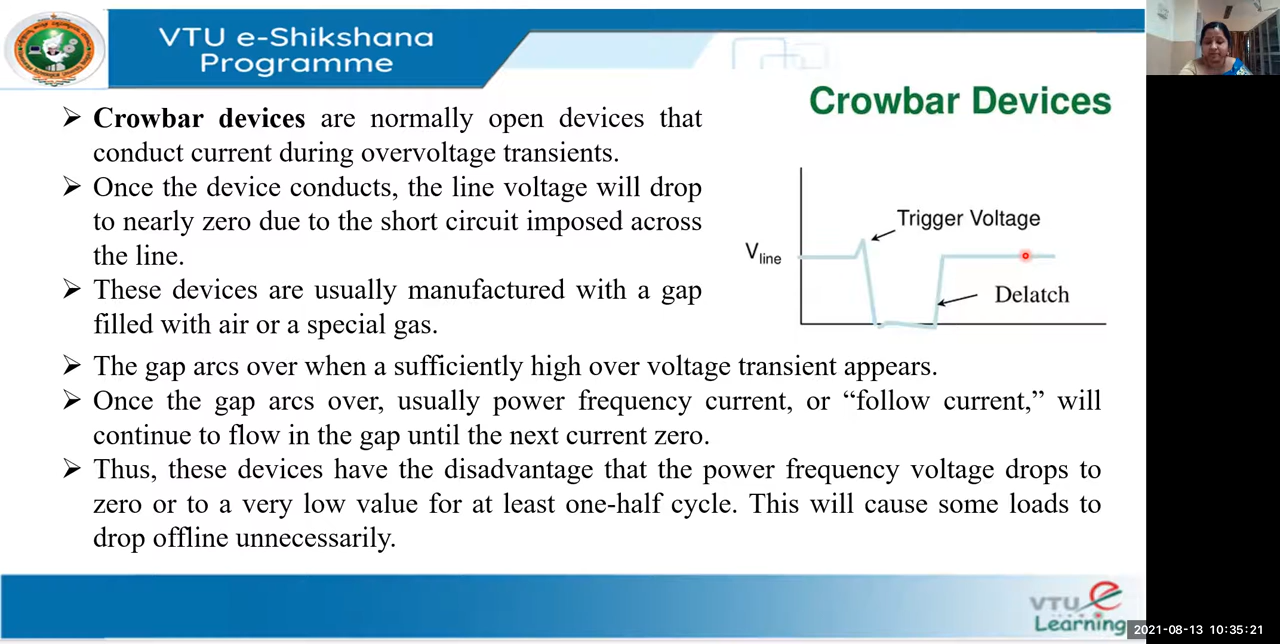 VTU e-Shikshana
Programme
Crowbar Devices
➢ Crowbar devices are normally open devices that
conduct current during overvoltage transients.
➢ Once the device conducts, the line voltage will drop
to nearly zero due to the short circuit imposed across
the line.
➢ These devices are usually manufactured with a gap
filled with air or a special gas.
➢ The gap arcs over when a sufficiently high over voltage transient appears.
➢ Once the gap arcs over, usually power frequency current, or “follow current,” will
continue to flow in the gap until the next current zero.
➢ Thus, these devices have the disadvantage that the power frequency voltage drops to
zero or to a very low value for at least one-half cycle. This will cause some loads to
drop offline unnecessarily.
Trigger Voltage
Vline
Delatch
VTU e
Learning
2021-08-13 10:35:21